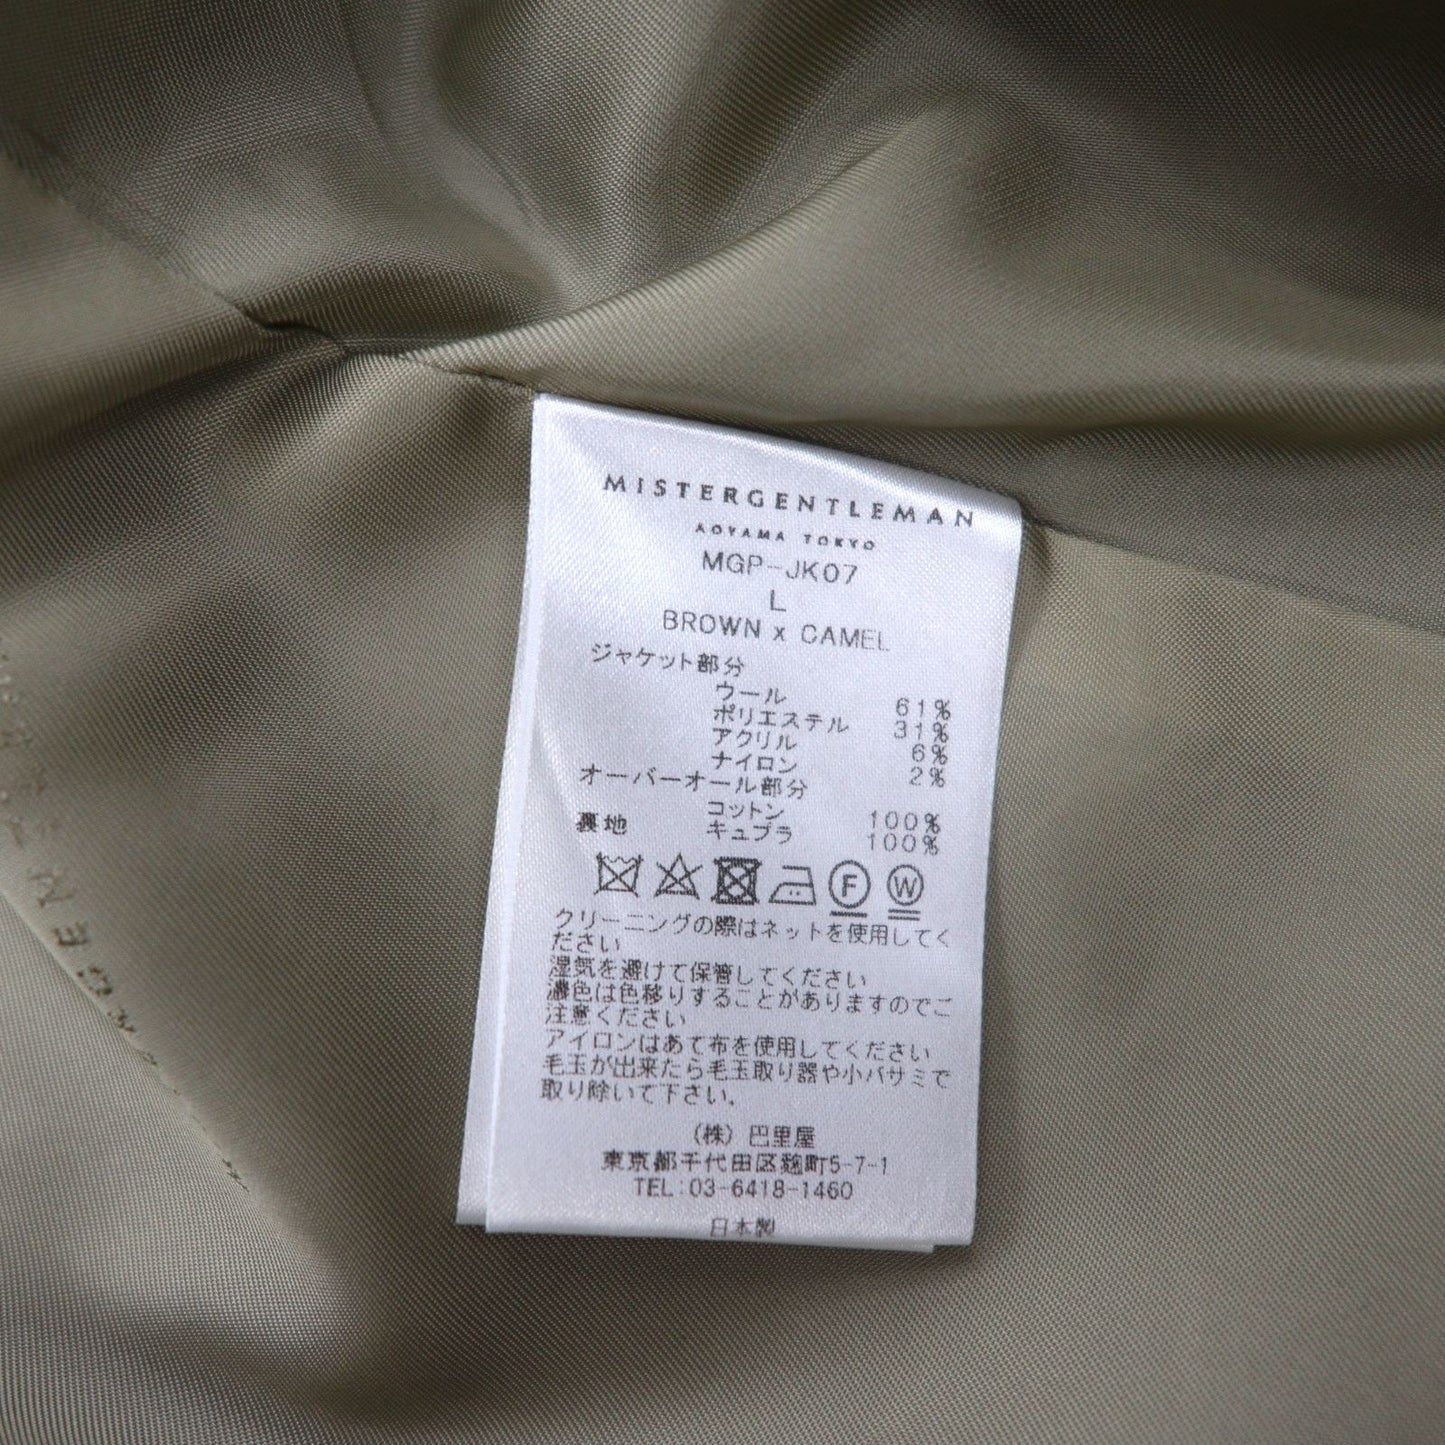 MISTERGENTLEMAN
AOYAMA TOKYO
MGP-JK07
L
BROWN x CAMEL
ジャケット部分
ウール 61%
ポリエステル 31%
アクリル 6%
ナイロン 2%
オーバーオール部分
コットン 100%
裏地 キュプラ 100%
F W
クリーニングの際はネットを使用してく
ださい
湿気を避けて保管してください
濃色は色移りすることがありますのでご
注意ください
アイロンはあて布を使用してください
毛玉が出来たら毛玉取り器や小バサミで
取り除いて下さい.
(株)巴里屋
東京都千代田区麹町5-7-1
TEL:03-6418-1460
日本製